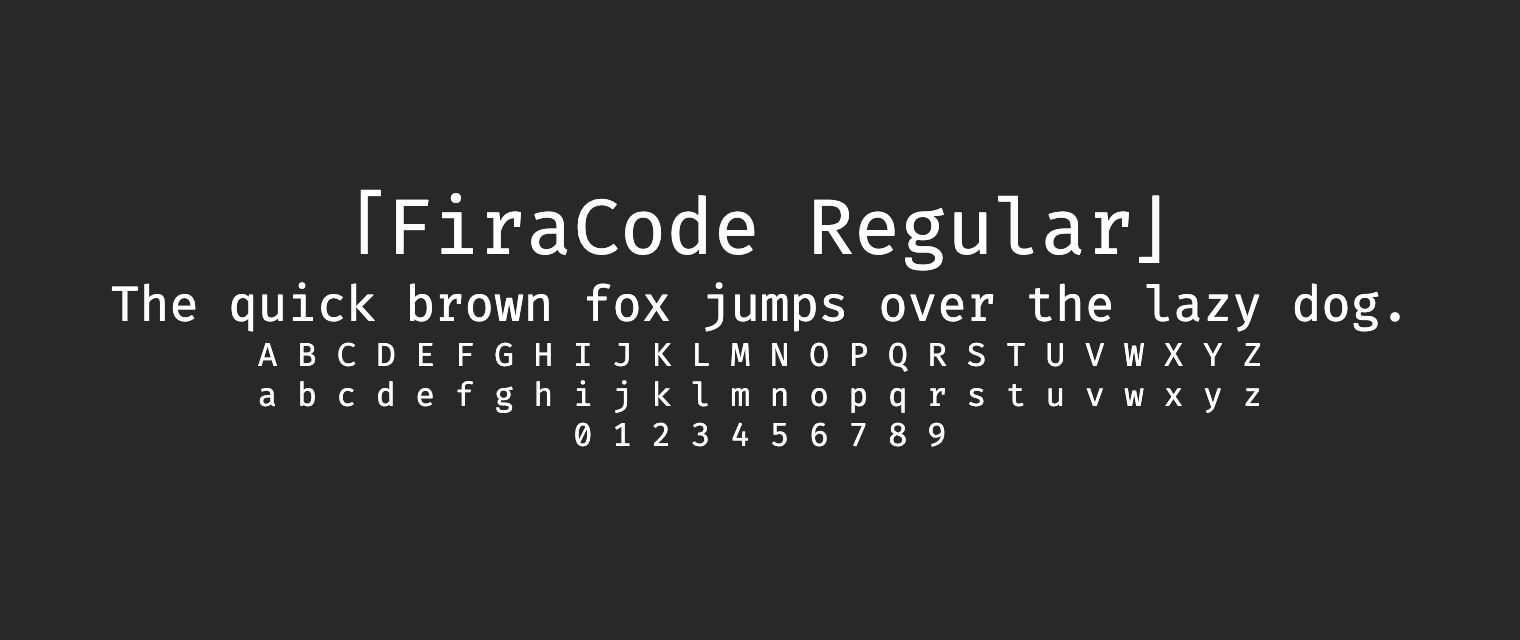 「FiraCode Regular」
The quick brown fox jumps over the lazy dog.
A B C D E F G H I J K L M N O P Q R S T U V W X Y Z
a b c d e f g h i j k l m n o p q r s t u v w x y z
0 1 2 3 4 5 6 7 8 9